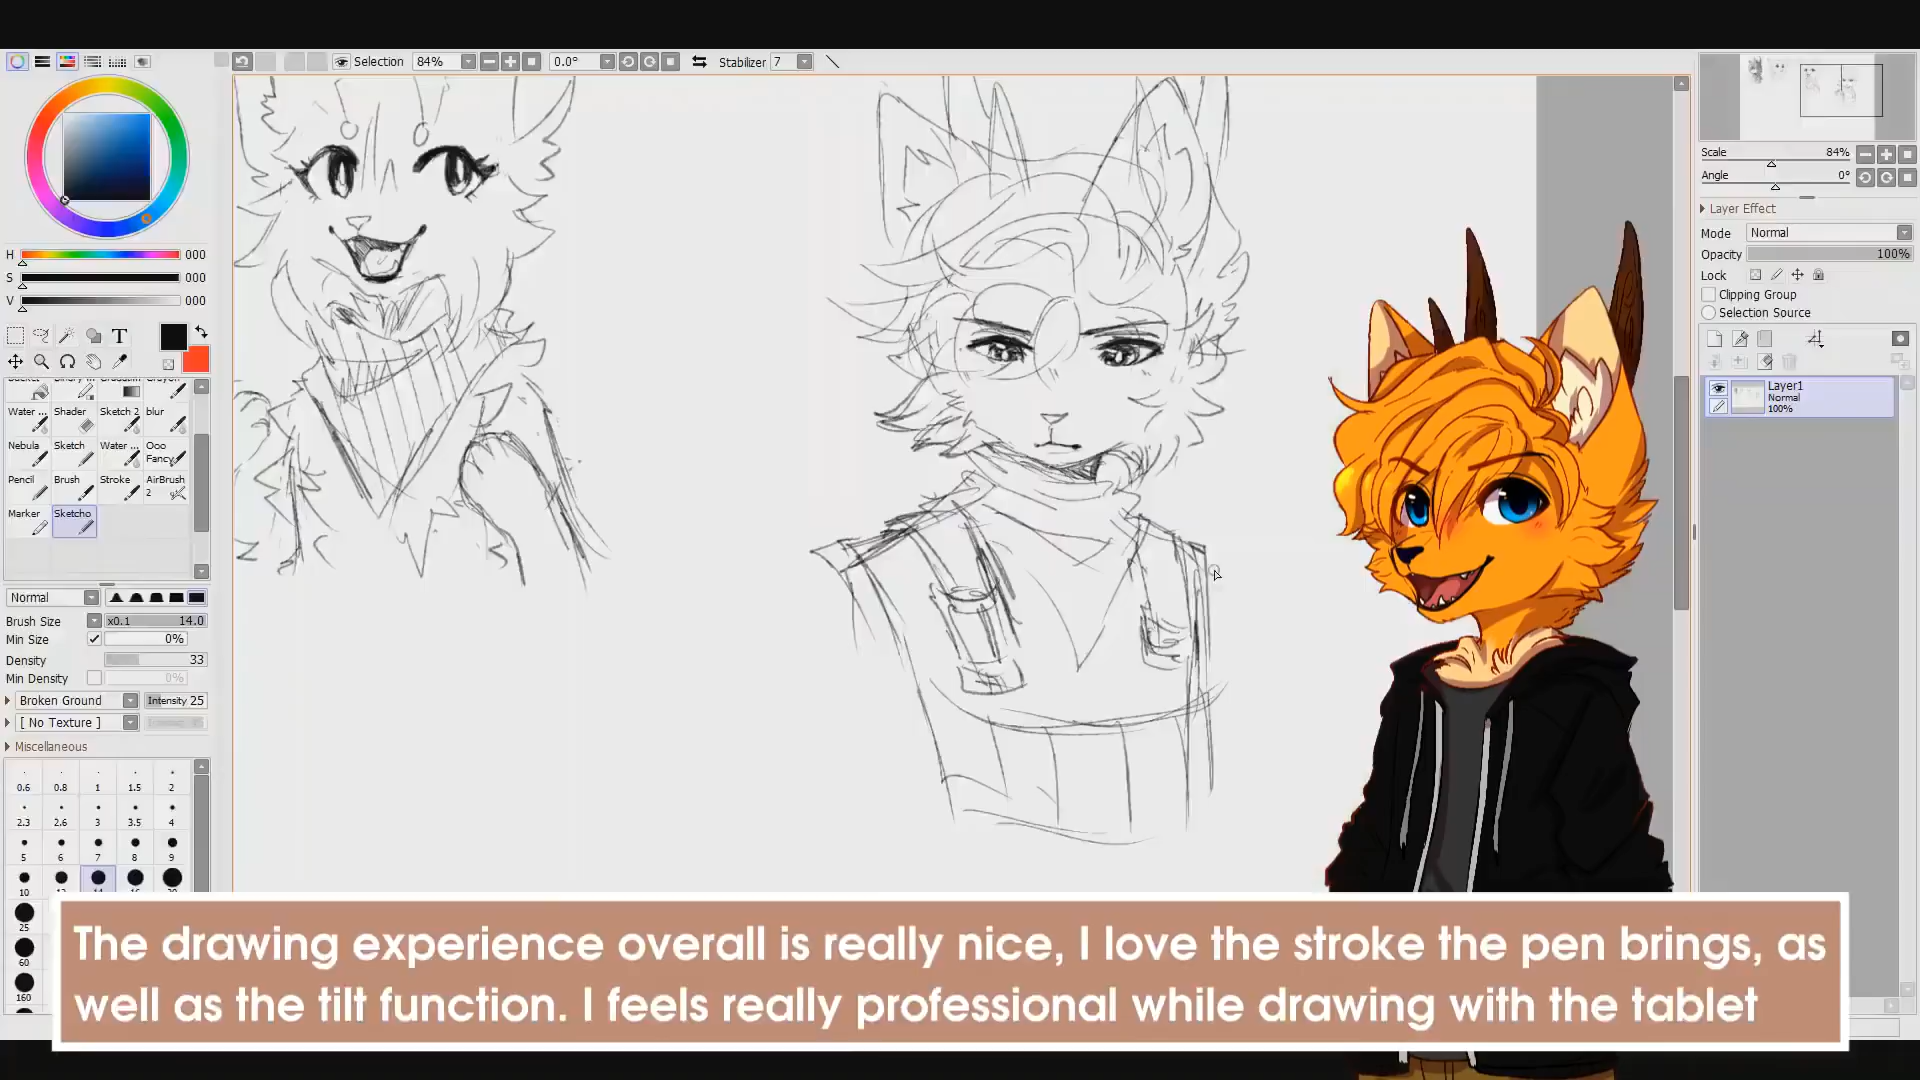 Selection 84% 0.0° Stabilizer 7
Scale 84%
Angle 0°
Layer Effect
Mode Normal
Opacity 100%
Lock
Clipping Group
Selection Source
Layer1
Normal
100%
H 000
S 000
V 000
T
Water ... Shader Sketch 2 blur
Nebula Sketch Water ... Ooo Fancy
Pencil Brush Stroke AirBrush 2
Marker Sketcho
Normal
Brush Size x0.1 14.0
Min Size 0%
Density 33
Min Density 0%
Broken Ground Intensity 25
[ No Texture ]
Miscellaneous
0.6 0.8 1 1.5 2
2.3 2.6 3 3.5 4
5 6 7 8 9
10
25
60
160
The drawing experience overall is really nice, I love the stroke the pen brings, as
well as the tilt function. I feels really professional while drawing with the tablet